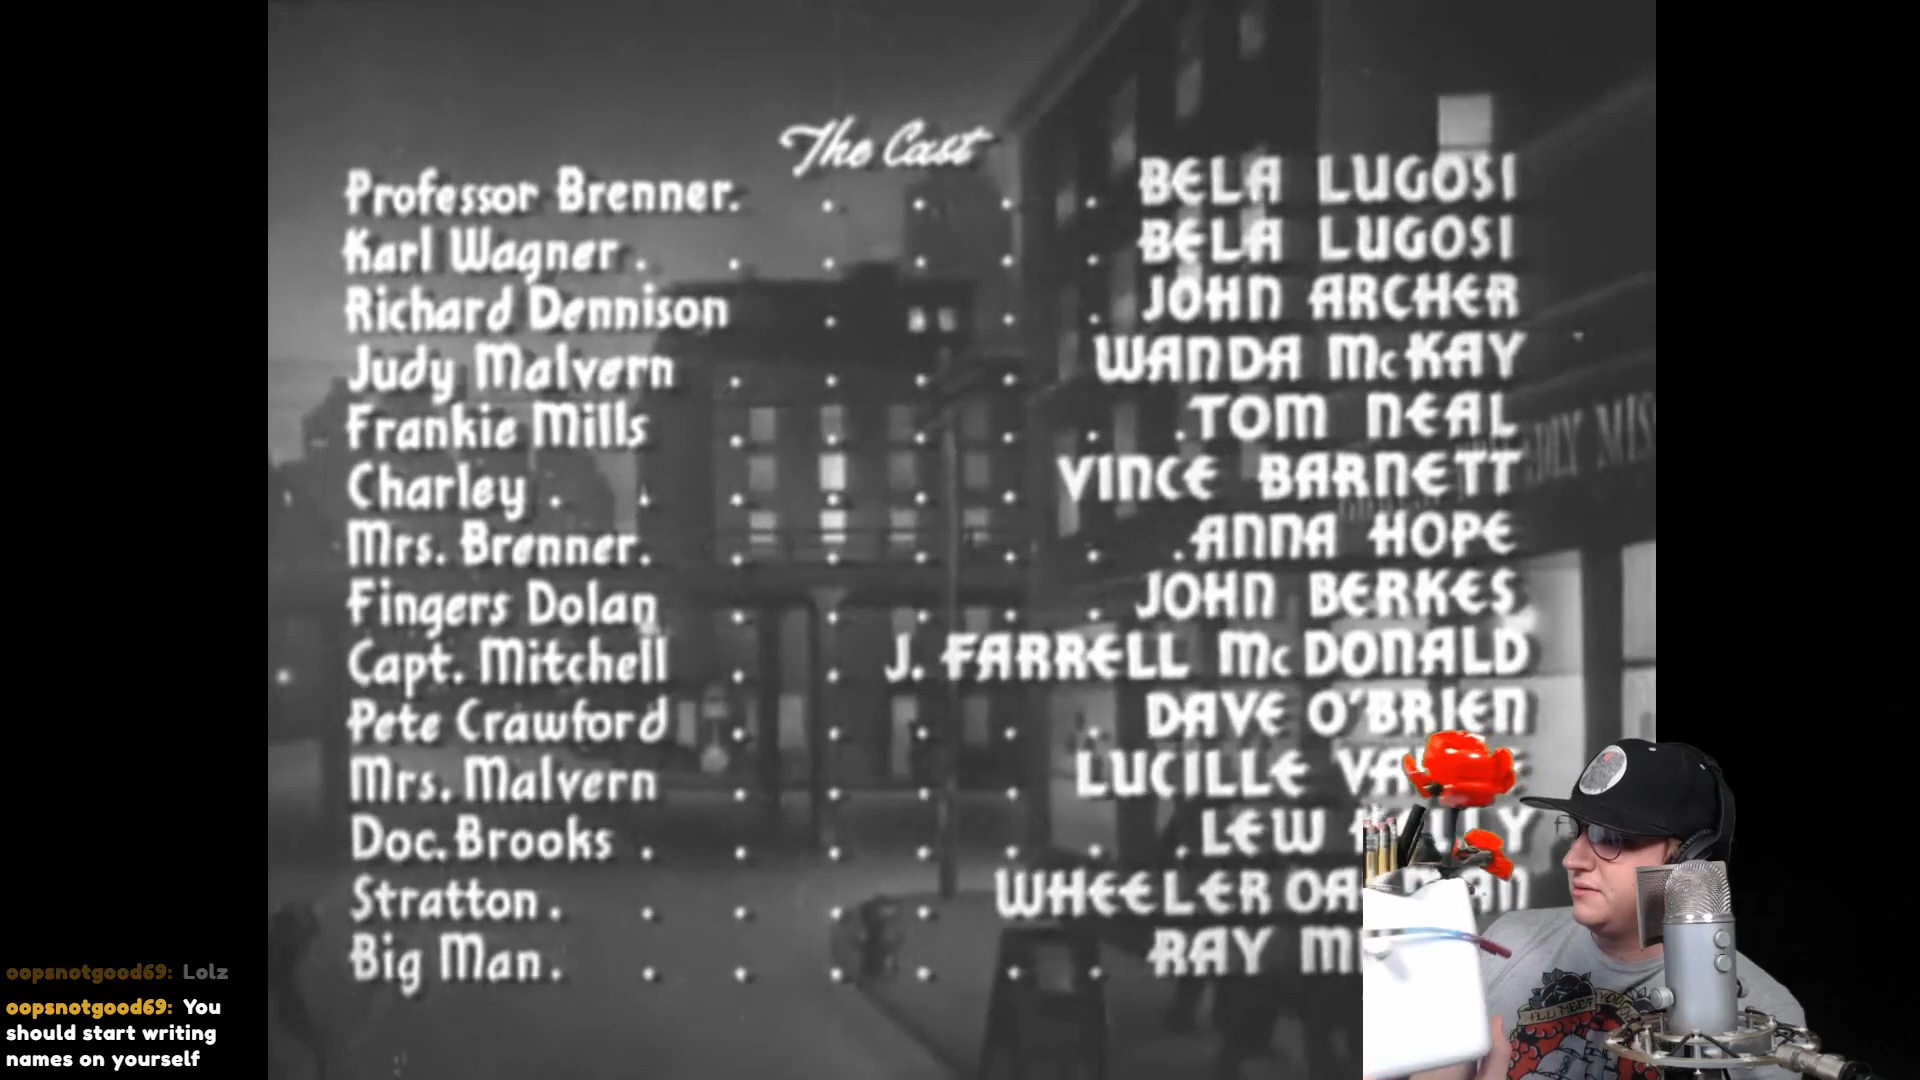 The Cast
Professor Brenner. . . . . BELA LUGOSI
Karl Wagner . . . . . . BELA LUGOSI
Richard Dennison . . . JOHN ARCHER
Judy Malvern . . . . WANDA McKAY
Frankie Mills . . . . . .TOM NEAL
Charley . . . . . . VINCE BARNETT
Mrs. Brenner. . . . . . .ANNA HOPE
Fingers Dolan . . . . . JOHN BERKES
Capt. Mitchell . . J. FARRELL McDONALD
Pete Crawford . . . . . DAVE O'BRIEN
Mrs. Malvern . . . . LUCILLE
Doc. Brooks . . . . . . .LEW
Stratton . . . . . WHEELER
Big Man. . . . . . . RAY
oopsnotgood69: Lolz
oopsnotgood69: You
should start writing
names on yourself